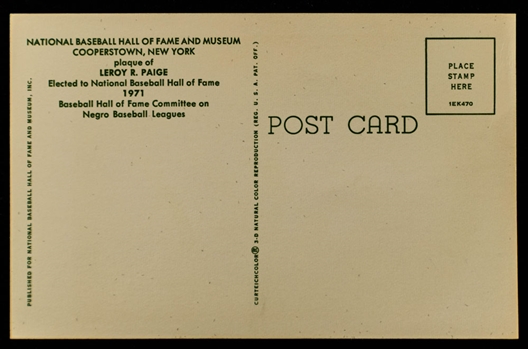 NATIONAL BASEBALL HALL OF FAME AND MUSEUM
COOPERSTOWN, NEW YORK
plaque of
LEROY R. PAIGE
Elected to National Baseball Hall of Fame
1971
Baseball Hall of Fame Committee on
Negro Baseball Leagues
PUBLISHED FOR NATIONAL BASEBALL HALL OF FAME AND MUSEUM, INC.
CURTEICHCOLOR® 3-D NATURAL COLOR REPRODUCTION (REG. U. S. A. PAT. OFF.)
POST CARD
PLACE
STAMP
HERE
1EK470